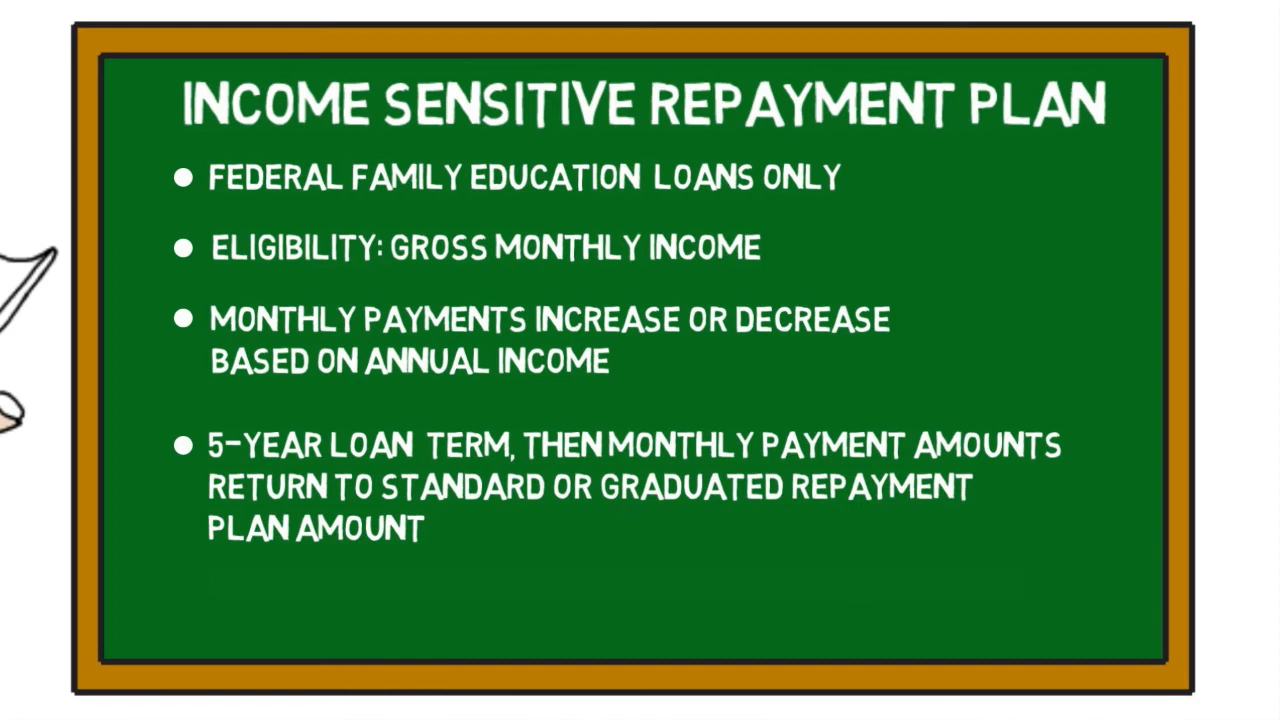 INCOME SENSITIVE REPAYMENT PLAN
● FEDERAL FAMILY EDUCATION LOANS ONLY
● ELIGIBILITY: GROSS MONTHLY INCOME
● MONTHLY PAYMENTS INCREASE OR DECREASE
BASED ON ANNUAL INCOME
● 5-YEAR LOAN TERM, THEN MONTHLY PAYMENT AMOUNTS
RETURN TO STANDARD OR GRADUATED REPAYMENT
PLAN AMOUNT